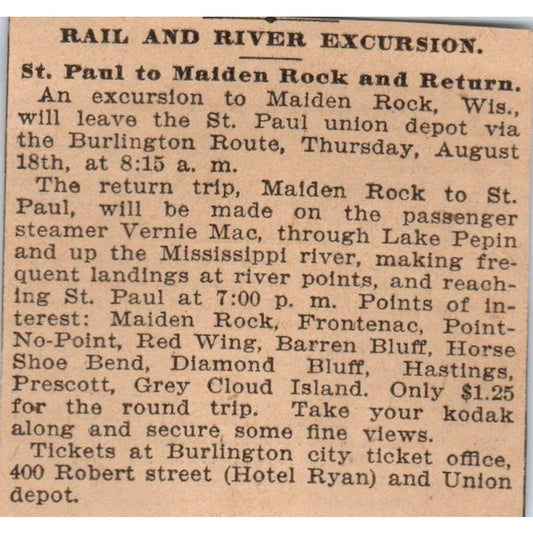 RAIL AND RIVER EXCURSION.
St. Paul to Maiden Rock and Return.
An excursion to Maiden Rock, Wis.,
will leave the St. Paul union depot via
the Burlington Route, Thursday, August
18th, at 8:15 a. m.
The return trip, Maiden Rock to St.
Paul, will be made on the passenger
steamer Vernie Mac, through Lake Pepin
and up the Mississippi river, making fre-
quent landings at river points, and reach-
ing St. Paul at 7:00 p. m. Points of in-
terest: Maiden Rock, Frontenac, Point-
No-Point, Red Wing, Barren Bluff, Horse
Shoe Bend, Diamond Bluff, Hastings,
Prescott, Grey Cloud Island. Only $1.25
for the round trip. Take your kodak
along and secure some fine views.
Tickets at Burlington city ticket office,
400 Robert street (Hotel Ryan) and Union
depot.